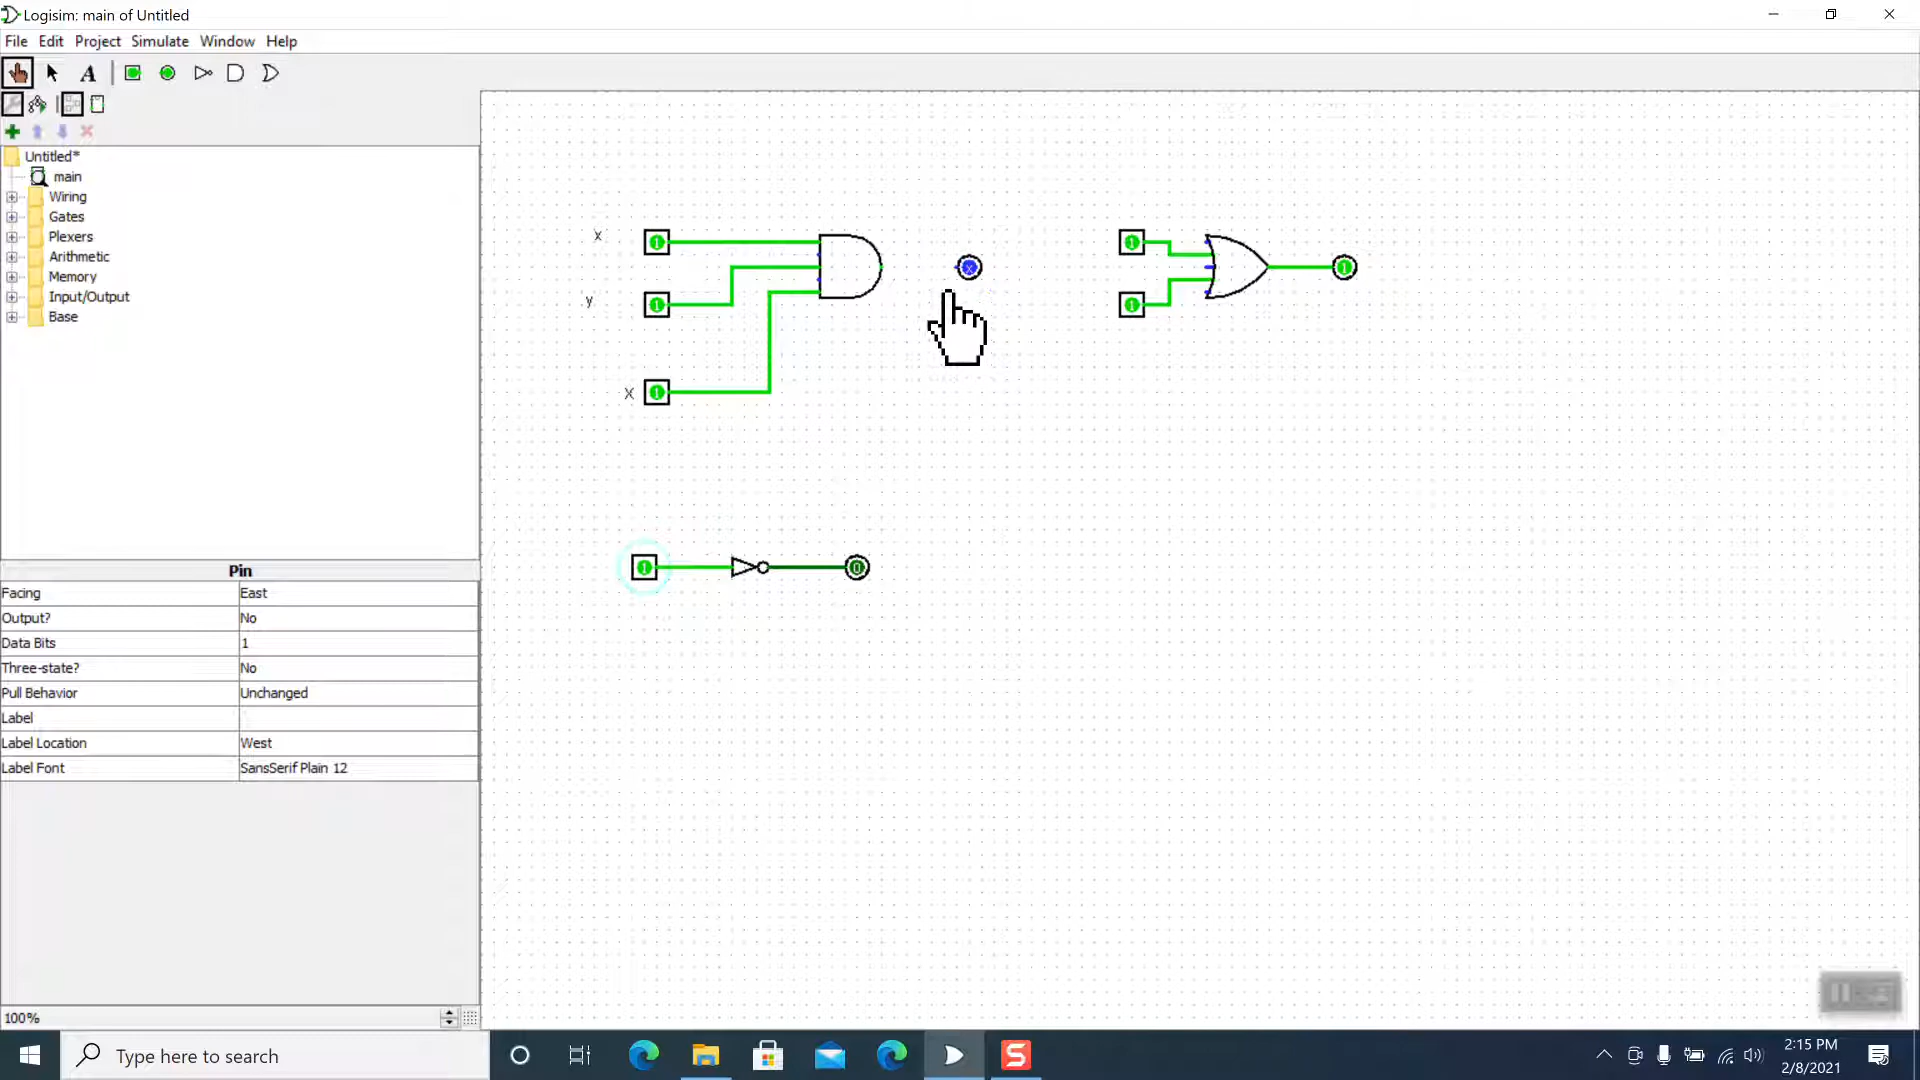 Logisim: main of Untitled
File Edit Project Simulate Window Help
A
Untitled*
main
Wiring
Gates
Plexers
Arithmetic
Memory
Input/Output
Base
x
1
1
x
1
1
y
1
1
X
1
1
0
Pin
Facing East
Output? No
Data Bits 1
Three-state? No
Pull Behavior Unchanged
Label
Label Location West
Label Font SansSerif Plain 12
100%
Type here to search
S
2:15 PM
2/8/2021